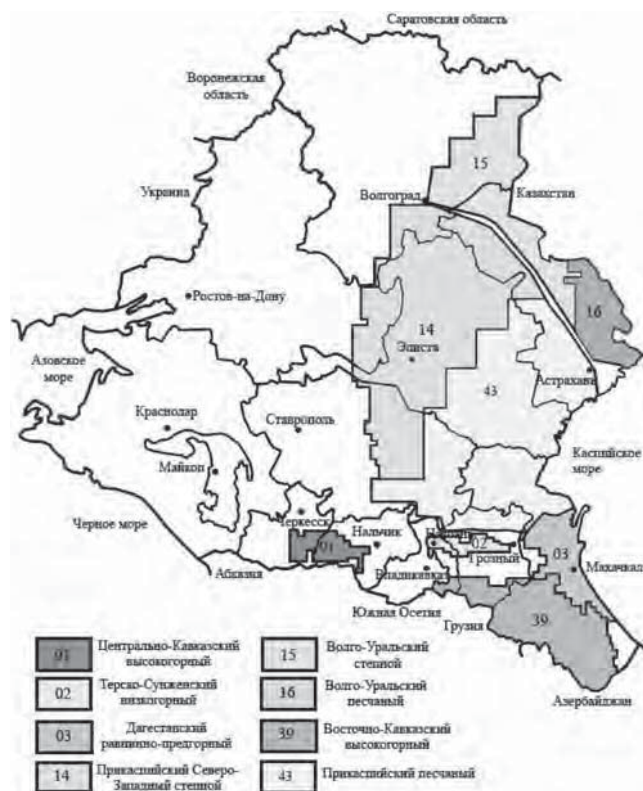 Саратовская область
Воронежская
область
15
Украина
Волгоград
Казахстан
Ростов-на-Дону
16
14
Элиста
Азовское
море
43
Астрахань
Краснодар
Ставрополь
Майкоп
Каспийское
море
Черное море
Черкесск
Нальчик
91
02
Грозный
03
Абхазия
Владикавказ
Махачкала
Южная Осетия
Грузия
39
Азербайджан
91
Центрально-Кавказский
высокогорный
02
Терско-Сунженский
низкогорный
03
Дагестанский
равнинно-предгорный
14
Прикаспийский Северо-
Западный степной
15
Волго-Уральский
степной
16
Волго-Уральский
песчаный
39
Восточно-Кавказский
высокогорный
43
Прикаспийский песчаный